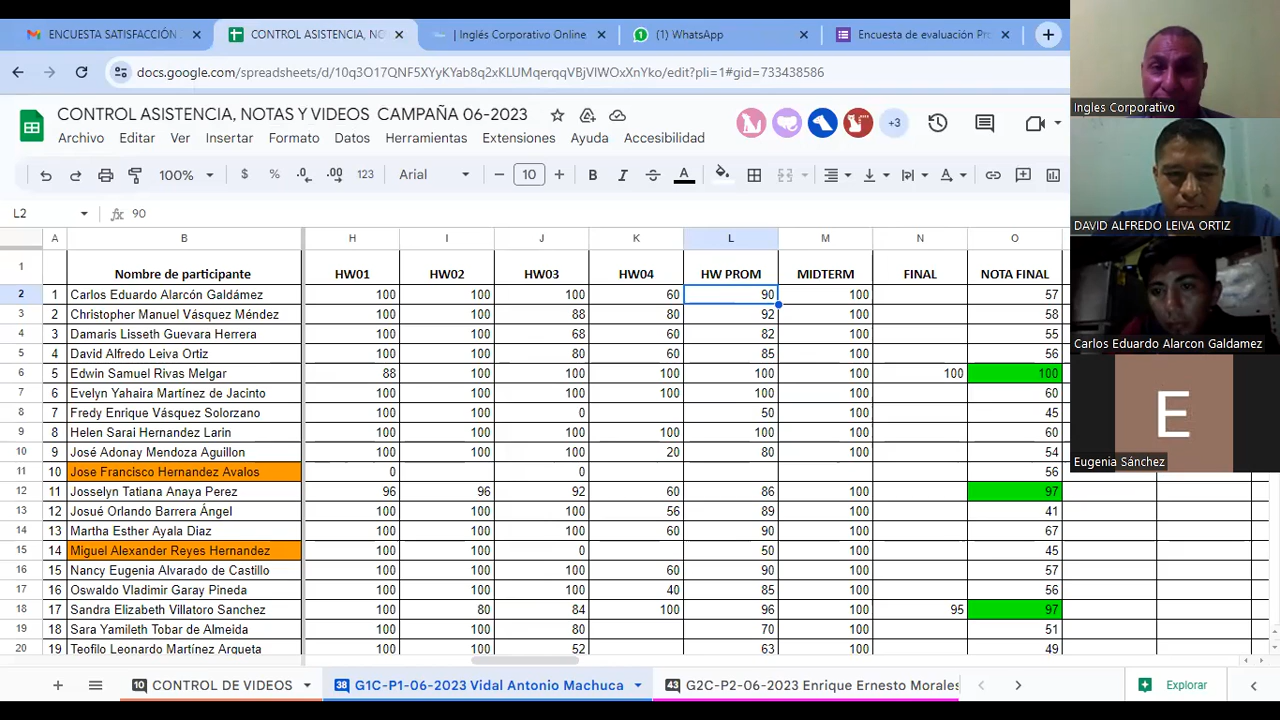 ENCUESTA SATISFACCIÓN
CONTROL ASISTENCIA, NO
| Inglés Corporativo Online
(1) WhatsApp
Encuesta de evaluación Pr
docs.google.com/spreadsheets/d/10q3O17QNF5XYyKYab8q2xKLUMqerqqVBjVIWOxXnYko/edit?pli=1#gid=733438586
CONTROL ASISTENCIA, NOTAS Y VIDEOS CAMPAÑA 06-2023
+3
Archivo Editar Ver Insertar Formato Datos Herramientas Extensiones Ayuda Accesibilidad
100% $ % .0 .00 123 Arial 10 B I S A
L2 fx 90
A B H I J K L M N O
1 Nombre de participante HW01 HW02 HW03 HW04 HW PROM MIDTERM FINAL NOTA FINAL
2 1 Carlos Eduardo Alarcón Galdámez 100 100 100 60 90 100 57
3 2 Christopher Manuel Vásquez Méndez 100 100 88 80 92 100 58
4 3 Damaris Lisseth Guevara Herrera 100 100 68 60 82 100 55
5 4 David Alfredo Leiva Ortiz 100 100 80 60 85 100 56
6 5 Edwin Samuel Rivas Melgar 88 100 100 100 100 100 100 100
7 6 Evelyn Yahaira Martínez de Jacinto 100 100 100 100 100 100 60
8 7 Fredy Enrique Vásquez Solorzano 100 100 0 50 100 45
9 8 Helen Sarai Hernandez Larin 100 100 100 100 100 100 60
10 9 José Adonay Mendoza Aguillon 100 100 100 20 80 100 54
11 10 Jose Francisco Hernandez Avalos 0 0 56
12 11 Josselyn Tatiana Anaya Perez 96 96 92 60 86 100 97
13 12 Josué Orlando Barrera Ángel 100 100 100 56 89 100 41
14 13 Martha Esther Ayala Diaz 100 100 100 60 90 100 67
15 14 Miguel Alexander Reyes Hernandez 100 100 0 50 100 45
16 15 Nancy Eugenia Alvarado de Castillo 100 100 100 60 90 100 57
17 16 Oswaldo Vladimir Garay Pineda 100 100 100 40 85 100 56
18 17 Sandra Elizabeth Villatoro Sanchez 100 80 84 100 96 100 95 97
19 18 Sara Yamileth Tobar de Almeida 100 100 80 70 100 51
20 19 Teofilo Leonardo Martínez Argueta 100 100 52 63 100 49
10 CONTROL DE VIDEOS 38 G1C-P1-06-2023 Vidal Antonio Machuca 43 G2C-P2-06-2023 Enrique Ernesto Morales
Explorar
Ingles Corporativo
DAVID ALFREDO LEIVA ORTIZ
Carlos Eduardo Alarcon Galdamez
E
Eugenia Sánchez